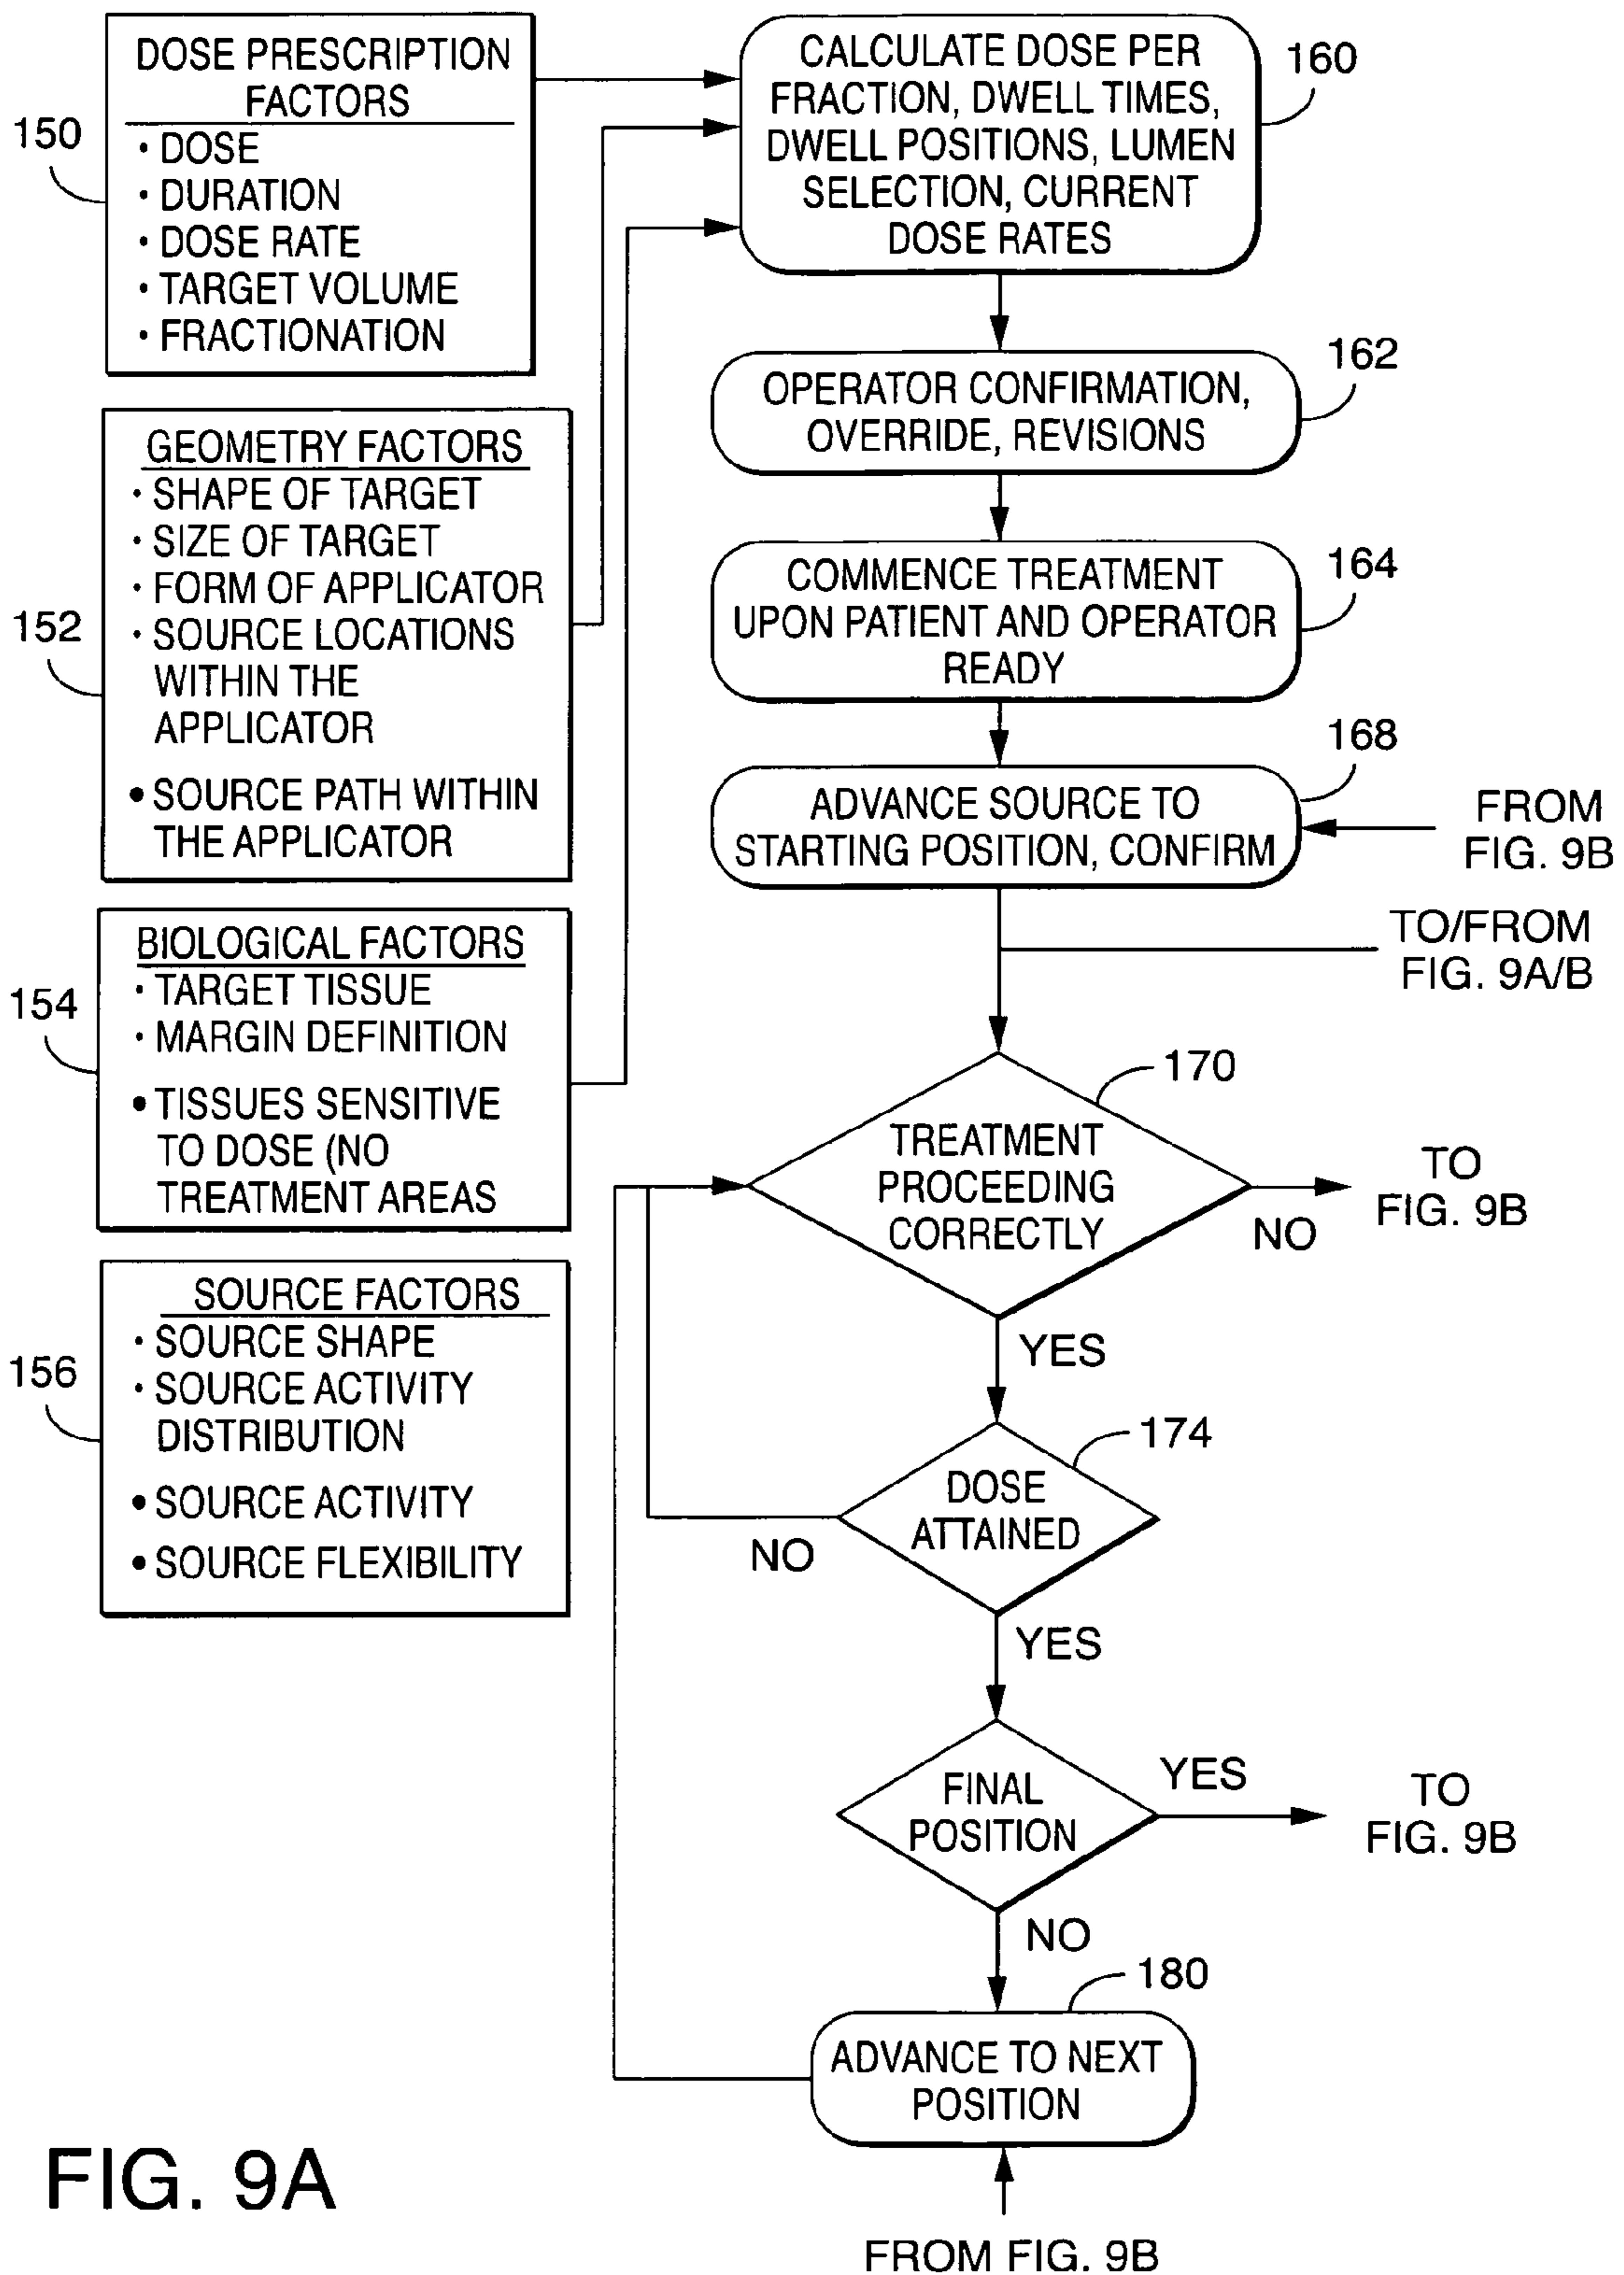 DOSE PRESCRIPTION
FACTORS
· DOSE
· DURATION
· DOSE RATE
· TARGET VOLUME
· FRACTIONATION
150
GEOMETRY FACTORS
· SHAPE OF TARGET
· SIZE OF TARGET
· FORM OF APPLICATOR
· SOURCE LOCATIONS
WITHIN THE
APPLICATOR
• SOURCE PATH WITHIN
THE APPLICATOR
152
BIOLOGICAL FACTORS
· TARGET TISSUE
· MARGIN DEFINITION
• TISSUES SENSITIVE
TO DOSE (NO
TREATMENT AREAS
154
SOURCE FACTORS
· SOURCE SHAPE
· SOURCE ACTIVITY
DISTRIBUTION
• SOURCE ACTIVITY
• SOURCE FLEXIBILITY
156
CALCULATE DOSE PER
FRACTION, DWELL TIMES,
DWELL POSITIONS, LUMEN
SELECTION, CURRENT
DOSE RATES
160
OPERATOR CONFIRMATION,
OVERRIDE, REVISIONS
162
COMMENCE TREATMENT
UPON PATIENT AND OPERATOR
READY
164
ADVANCE SOURCE TO
STARTING POSITION, CONFIRM
168
FROM
FIG. 9B
TO/FROM
FIG. 9A/B
TREATMENT
PROCEEDING
CORRECTLY
170
NO
TO
FIG. 9B
YES
DOSE
ATTAINED
174
NO
YES
FINAL
POSITION
YES
TO
FIG. 9B
NO
180
ADVANCE TO NEXT
POSITION
FROM FIG. 9B
FIG. 9A